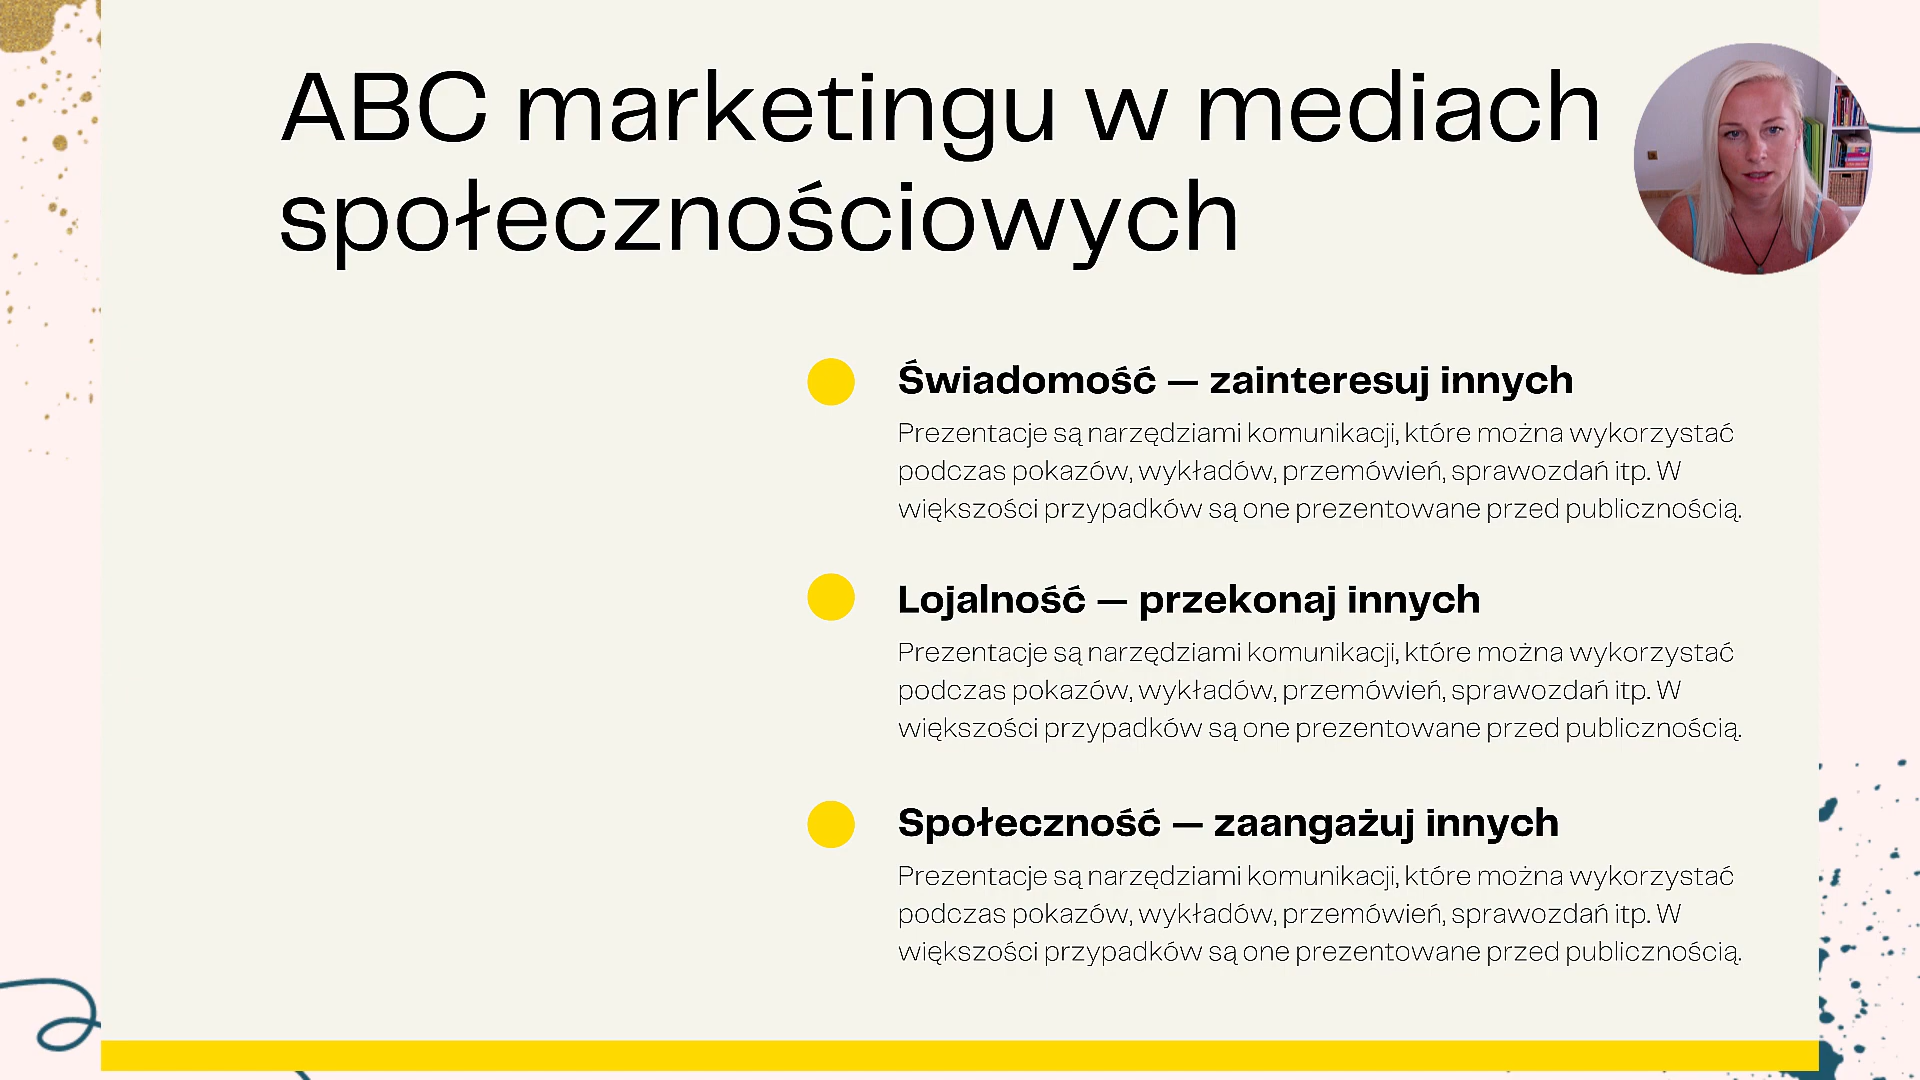 ABC marketingu w mediach
społecznościowych
Świadomość — zainteresuj innych
Prezentacje są narzędziami komunikacji, które można wykorzystać
podczas pokazów, wykładów, przemówień, sprawozdań itp. W
większości przypadków są one prezentowane przed publicznością.
Lojalność — przekonaj innych
Prezentacje są narzędziami komunikacji, które można wykorzystać
podczas pokazów, wykładów, przemówień, sprawozdań itp. W
większości przypadków są one prezentowane przed publicznością.
Społeczność — zaangażuj innych
Prezentacje są narzędziami komunikacji, które można wykorzystać
podczas pokazów, wykładów, przemówień, sprawozdań itp. W
większości przypadków są one prezentowane przed publicznością.